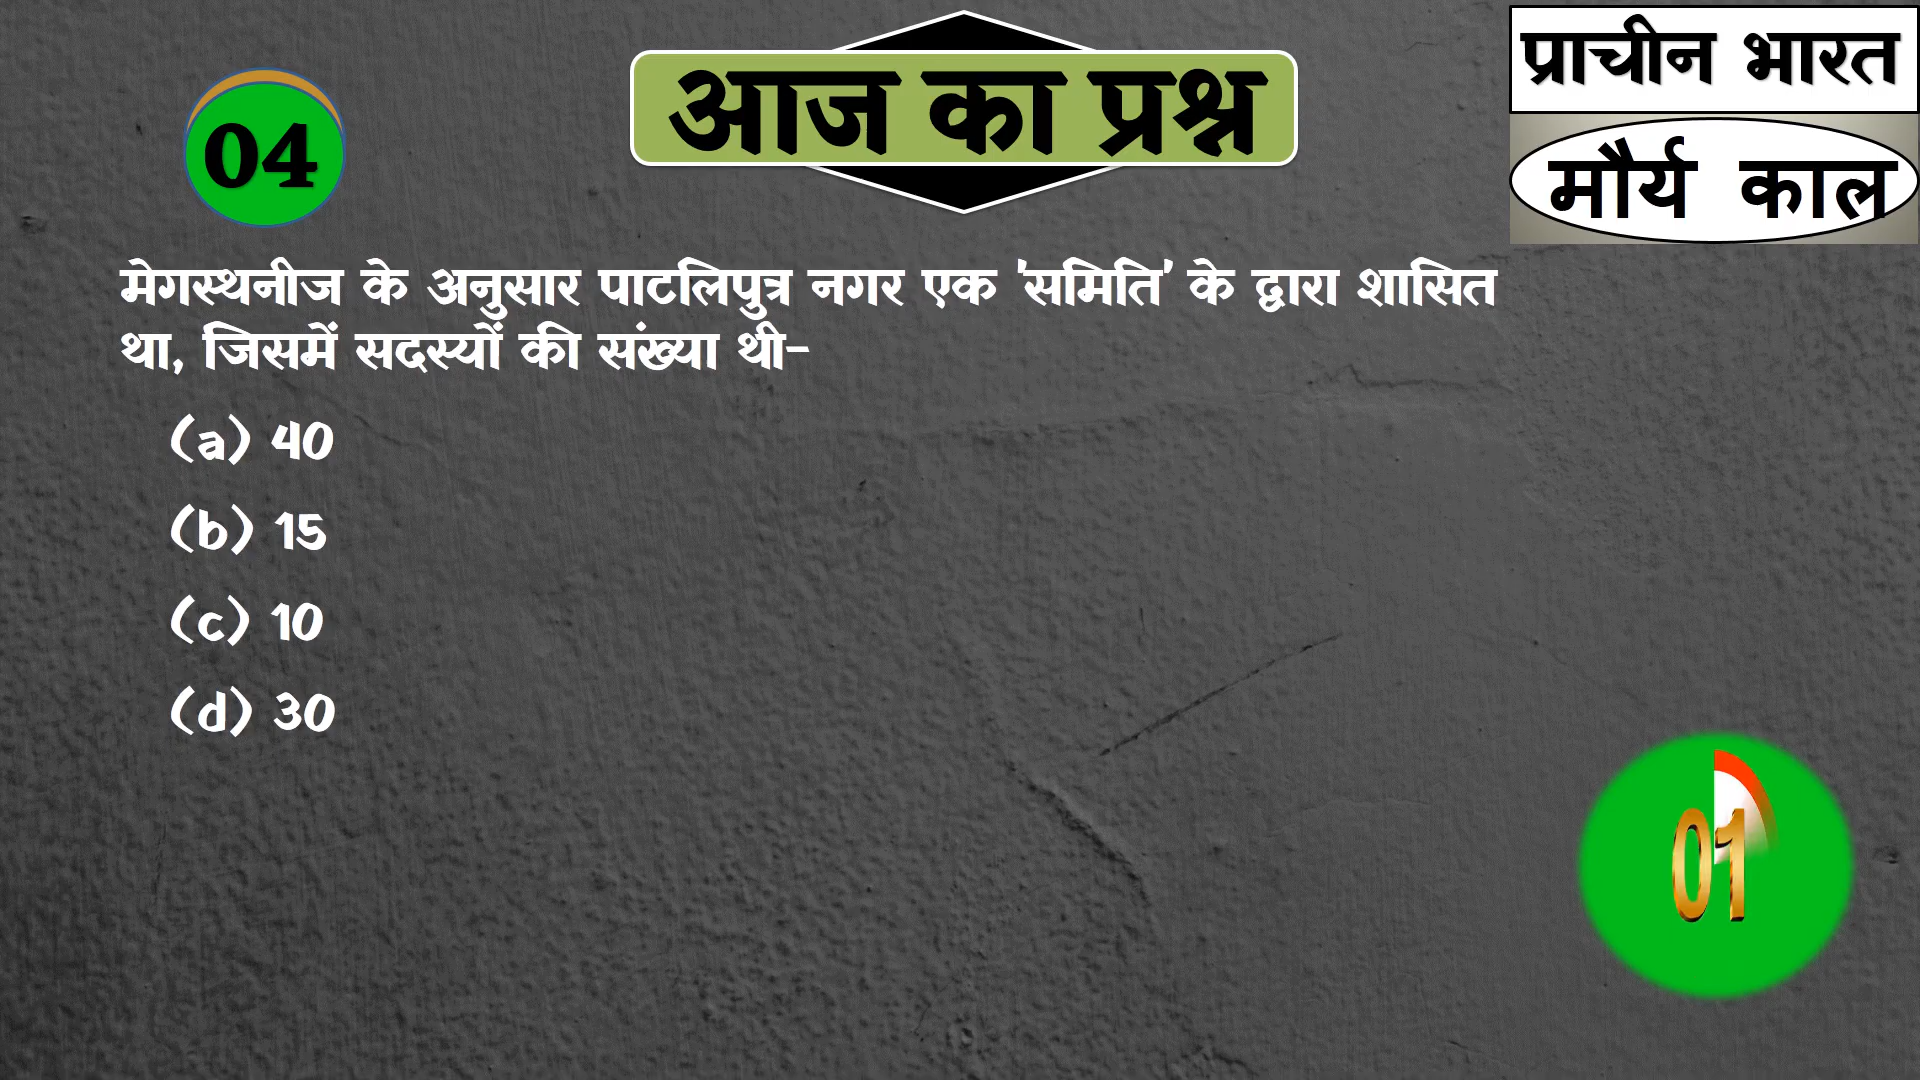 प्राचीन भारत
आज का प्रश्न
04
मौर्य काल
मेगस्थनीज के अनुसार पाटलिपुत्र नगर एक 'समिति' के द्वारा शासित
था, जिसमें सदस्यों की संख्या थी-
(a) 40
(b) 15
(c) 10
(d) 30
01